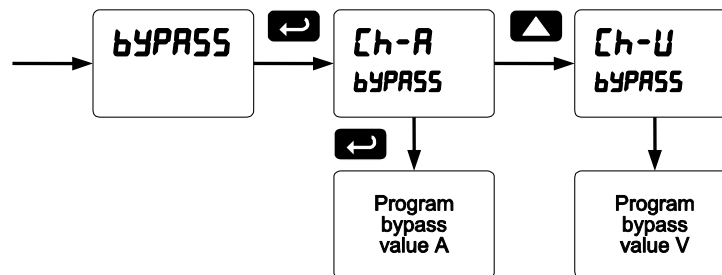 bYPASS
Ch-A
bYPASS
Ch-U
bYPASS
Program
bypass
value A
Program
bypass
value V